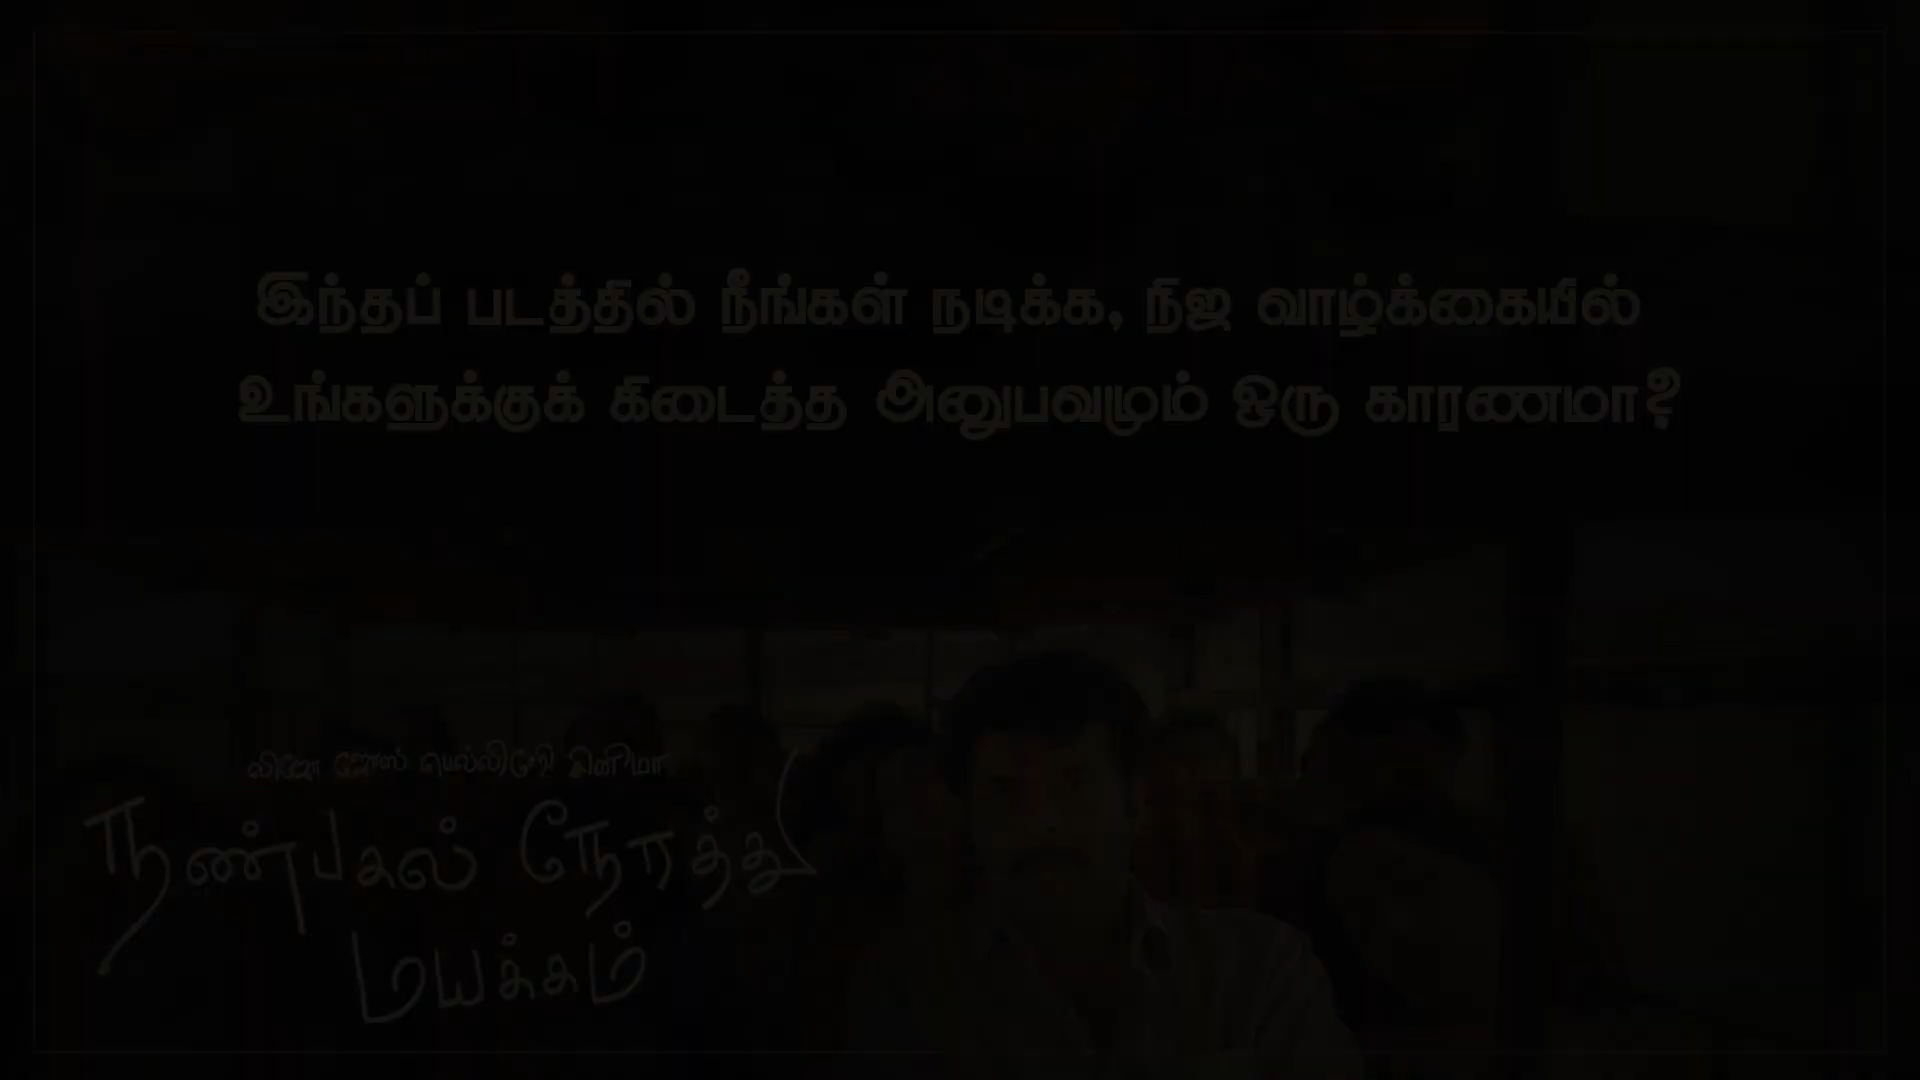 இந்தப் படத்தில் நீங்கள் நடிக்க, நிஜ வாழ்க்கையில்
உங்களுக்குக் கிடைத்த அனுபவமும் ஒரு காரணமா?
லிஜோ ஜோஸ் பெல்லிசேரி சினிமா
நண்பகல் நேரத்து
மயக்கம்